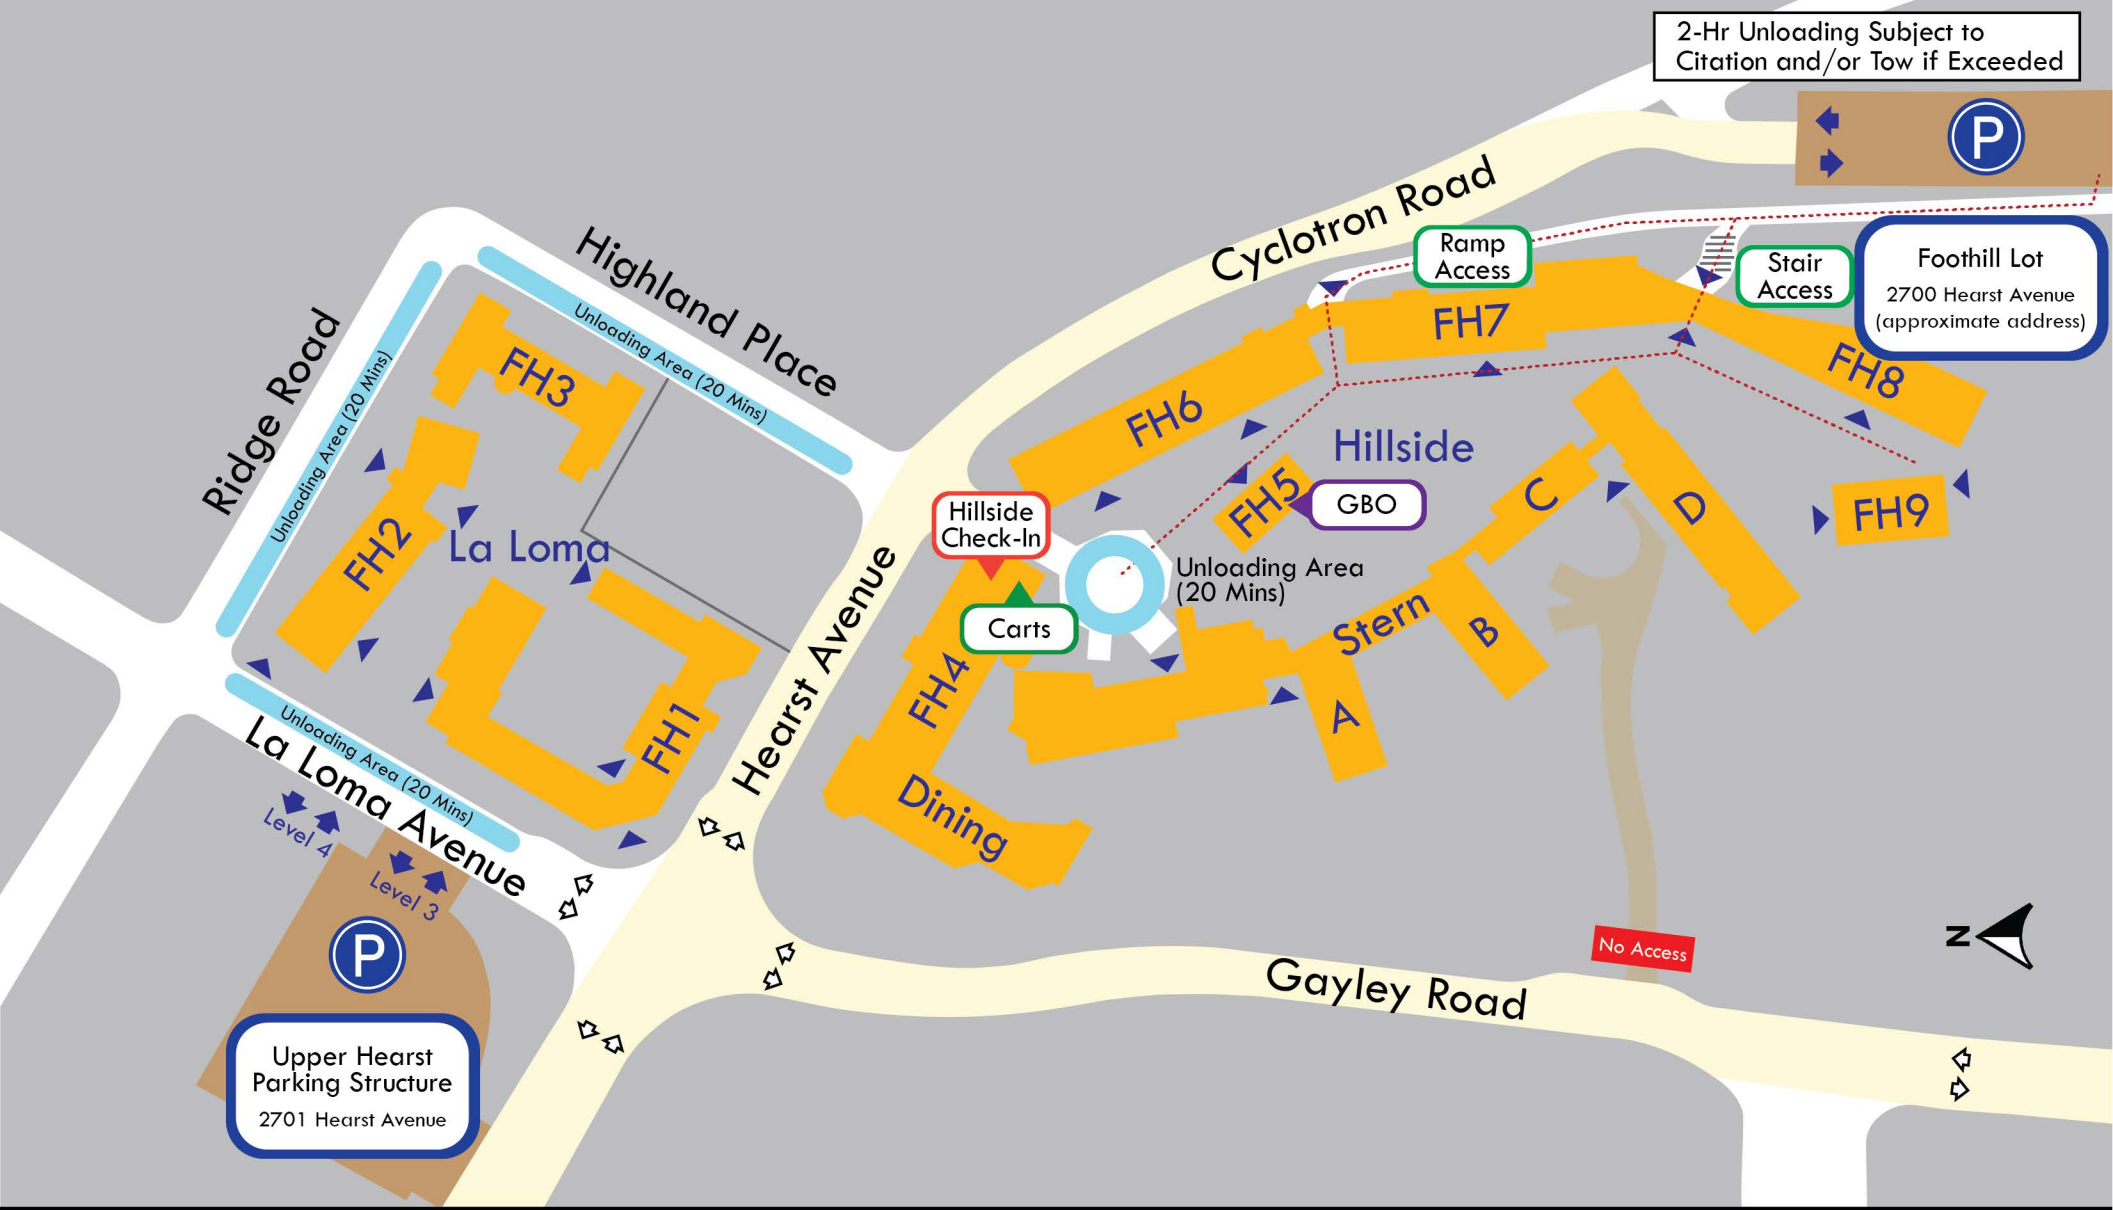 2-Hr Unloading Subject to
Citation and/or Tow if Exceeded
P
Cyclotron Road
Ramp
Access
Stair
Access
Foothill Lot
2700 Hearst Avenue
(approximate address)
Highland Place
Unloading Area (20 Mins)
Ridge Road
Unloading Area (20 Mins)
FH3
FH7
FH8
FH6
Hillside
FH5
GBO
C
D
FH9
Hillside
Check-In
FH2
La Loma
Unloading Area
(20 Mins)
Carts
Stern
B
A
Hearst Avenue
FH4
FH1
Unloading Area (20 Mins)
La Loma Avenue
Dining
Level 4
Level 3
P
No Access
N
Gayley Road
Upper Hearst
Parking Structure
2701 Hearst Avenue